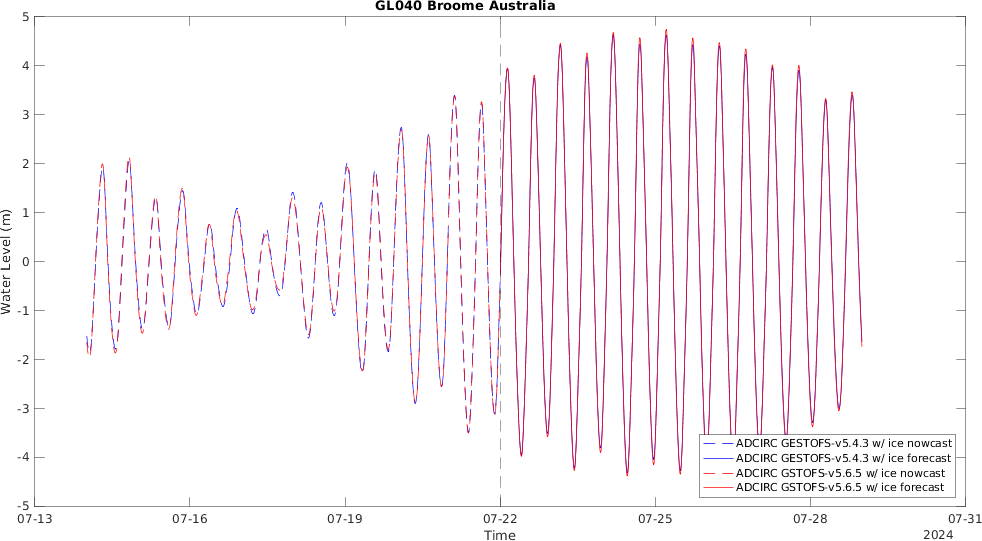 GL040 Broome Australia
5
4
3
2
1
0
-1
-2
-3
-4
-5
Water Level (m)
ADCIRC GESTOFS-v5.4.3 w/ ice nowcast
ADCIRC GESTOFS-v5.4.3 w/ ice forecast
ADCIRC GSTOFS-v5.6.5 w/ ice nowcast
ADCIRC GSTOFS-v5.6.5 w/ ice forecast
07-13 07-16 07-19 07-22 07-25 07-28 07-31
Time 2024